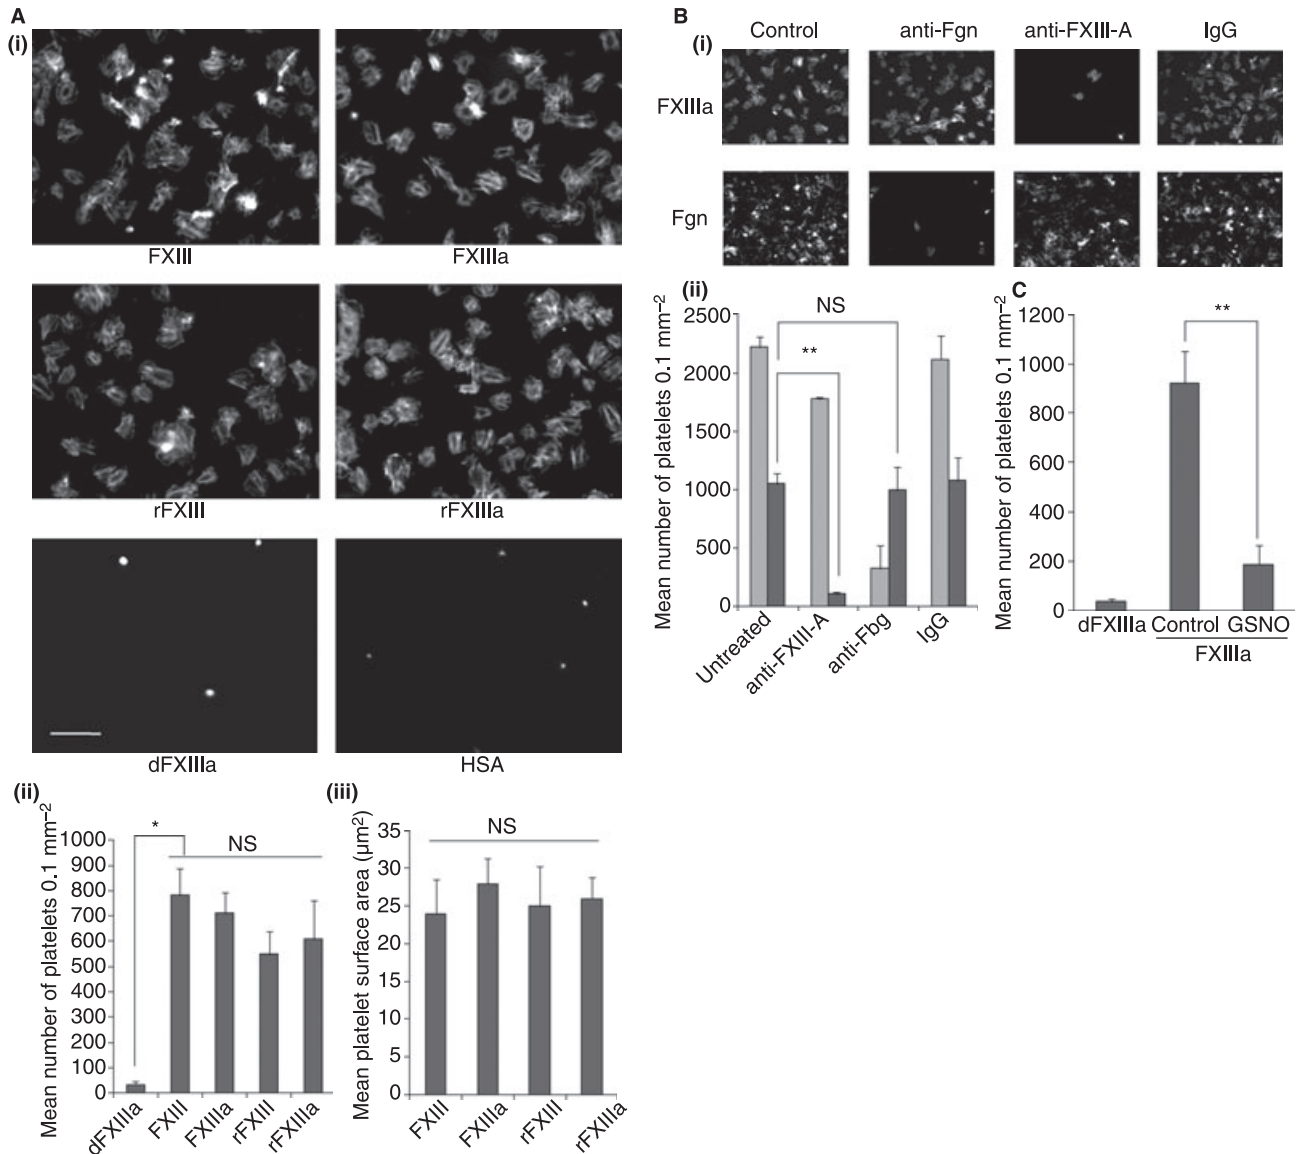 A
(i)
FXIII
FXIIIa
rFXIII
rFXIIIa
dFXIIIa
HSA
(ii)
Mean number of platelets 0.1 mm⁻²
1000
900
800
700
600
500
400
300
200
100
0
*
NS
dFXIIIa
FXIII
FXIIIa
rFXIII
rFXIIIa
(iii)
Mean platelet surface area (µm²)
35
30
25
20
15
10
5
0
NS
FXIII
FXIIIa
rFXIII
rFXIIIa
B
(i)
Control
anti-Fgn
anti-FXIII-A
IgG
FXIIIa
Fgn
(ii)
Mean number of platelets 0.1 mm⁻²
2500
2000
1500
1000
500
0
NS
**
Untreated
anti-FXIII-A
anti-Fbg
IgG
C
Mean number of platelets 0.1 mm⁻²
1200
1000
800
600
400
200
0
**
dFXIIIa
Control
GSNO
FXIIIa